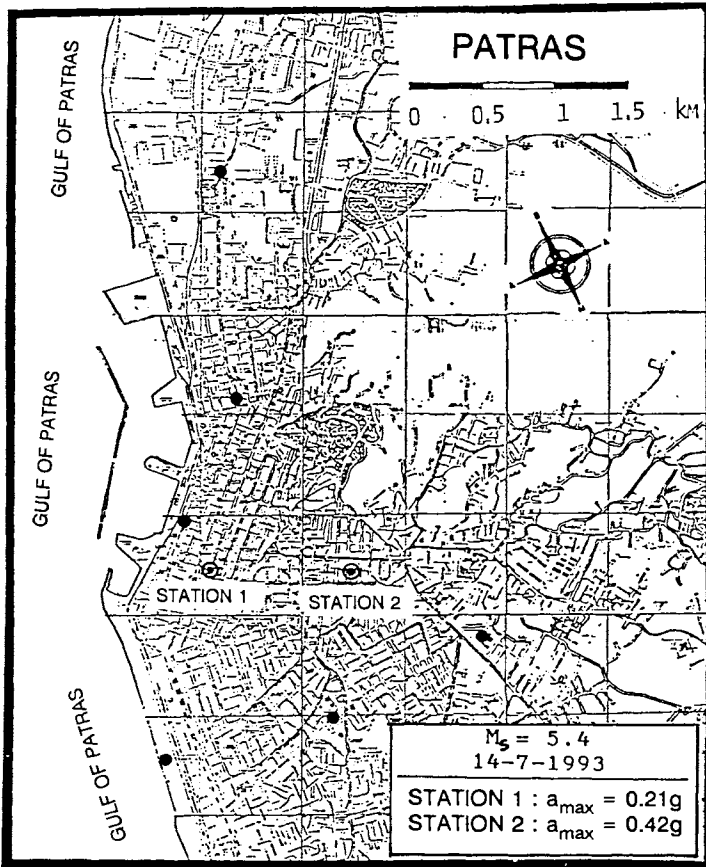 PATRAS
0 0.5 1 1.5 KM
GULF OF PATRAS
GULF OF PATRAS
STATION 1
STATION 2
GULF OF PATRAS
Ms = 5.4
14-7-1993
STATION 1 : amax = 0.21g
STATION 2 : amax = 0.42g